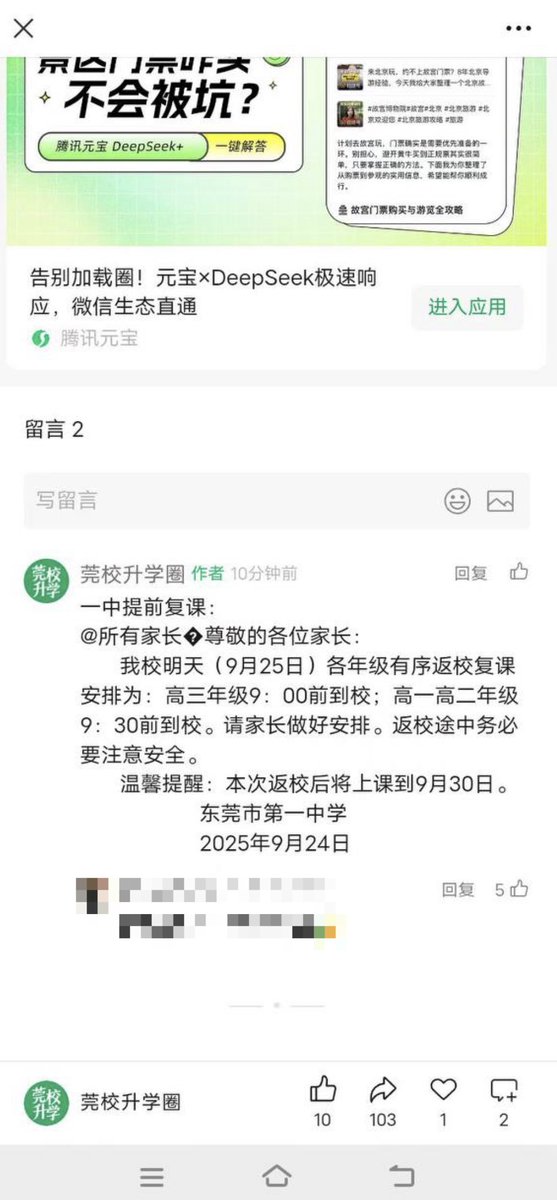 景区门票咋买
不会被坑？
腾讯元宝 DeepSeek+ 一键解答
来北京玩，约不上故宫门票？8年北京导
游经验，今天我给大家整理一个北京故...
#故宫博物院#故宫#北京 #北京旅游 #北
京欢迎您 #北京旅游攻略 #旅游
计划去故宫玩，门票确实是需要优先准备的一
环。别担心，避开黄牛买到正规票其实很简
单，只要掌握正确的方法。下面我为你整理了
从购票到参观的实用信息，希望能帮你顺利成
行。
故宫门票购买与游览全攻略
告别加载圈！元宝×DeepSeek极速响
应，微信生态直通
进入应用
腾讯元宝
留言 2
写留言
莞校升学圈 作者 10分钟前 回复
一中提前复课：
@所有家长�尊敬的各位家长：
我校明天（9月25日）各年级有序返校复课
安排为：高三年级9：00前到校；高一高二年级
9：30前到校。请家长做好安排。返校途中务必
要注意安全。
温馨提醒：本次返校后将上课到9月30日。
东莞市第一中学
2025年9月24日
回复 5
莞校升学
莞校升学圈
10 103 1 2